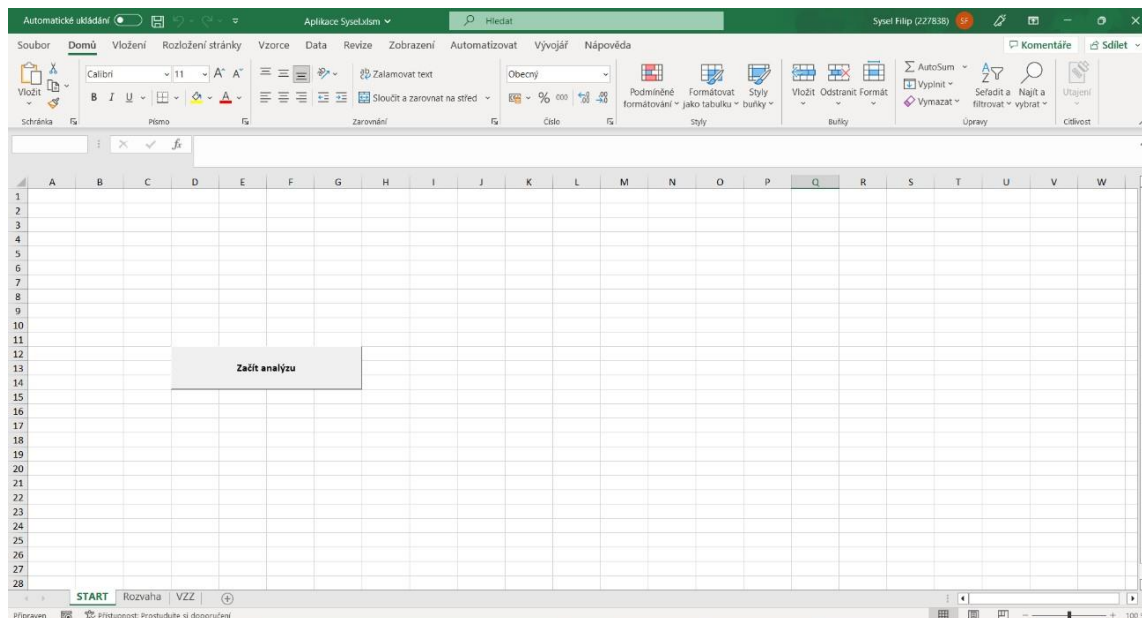 Automatické ukládání
Aplikace Sysel.xlsm
Hledat
Sysel Filip (227838)
SF
Soubor Domů Vložení Rozložení stránky Vzorce Data Revize Zobrazení Automatizovat Vývojář Nápověda
Komentáře Sdílet
Vložit
Calibri 11
Zalamovat text
Sloučit a zarovnat na střed
Obecný
Podmíněné formátování
Formátovat jako tabulku
Styly buňky
Vložit Odstranit Formát
AutoSum
Vyplnit
Vymazat
Seřadit a filtrovat
Najít a vybrat
Utajení
Schránka Písmo Zarovnání Číslo Styly Buňky Úpravy Citlivost
fx
A B C D E F G H I J K L M N O P Q R S T U V W
1
2
3
4
5
6
7
8
9
10
11
12
13
14
15
16
17
18
19
20
21
22
23
24
25
26
27
28
Začít analýzu
START Rozvaha VZZ
Připraven Přístupnost: Prostudujte si doporučení